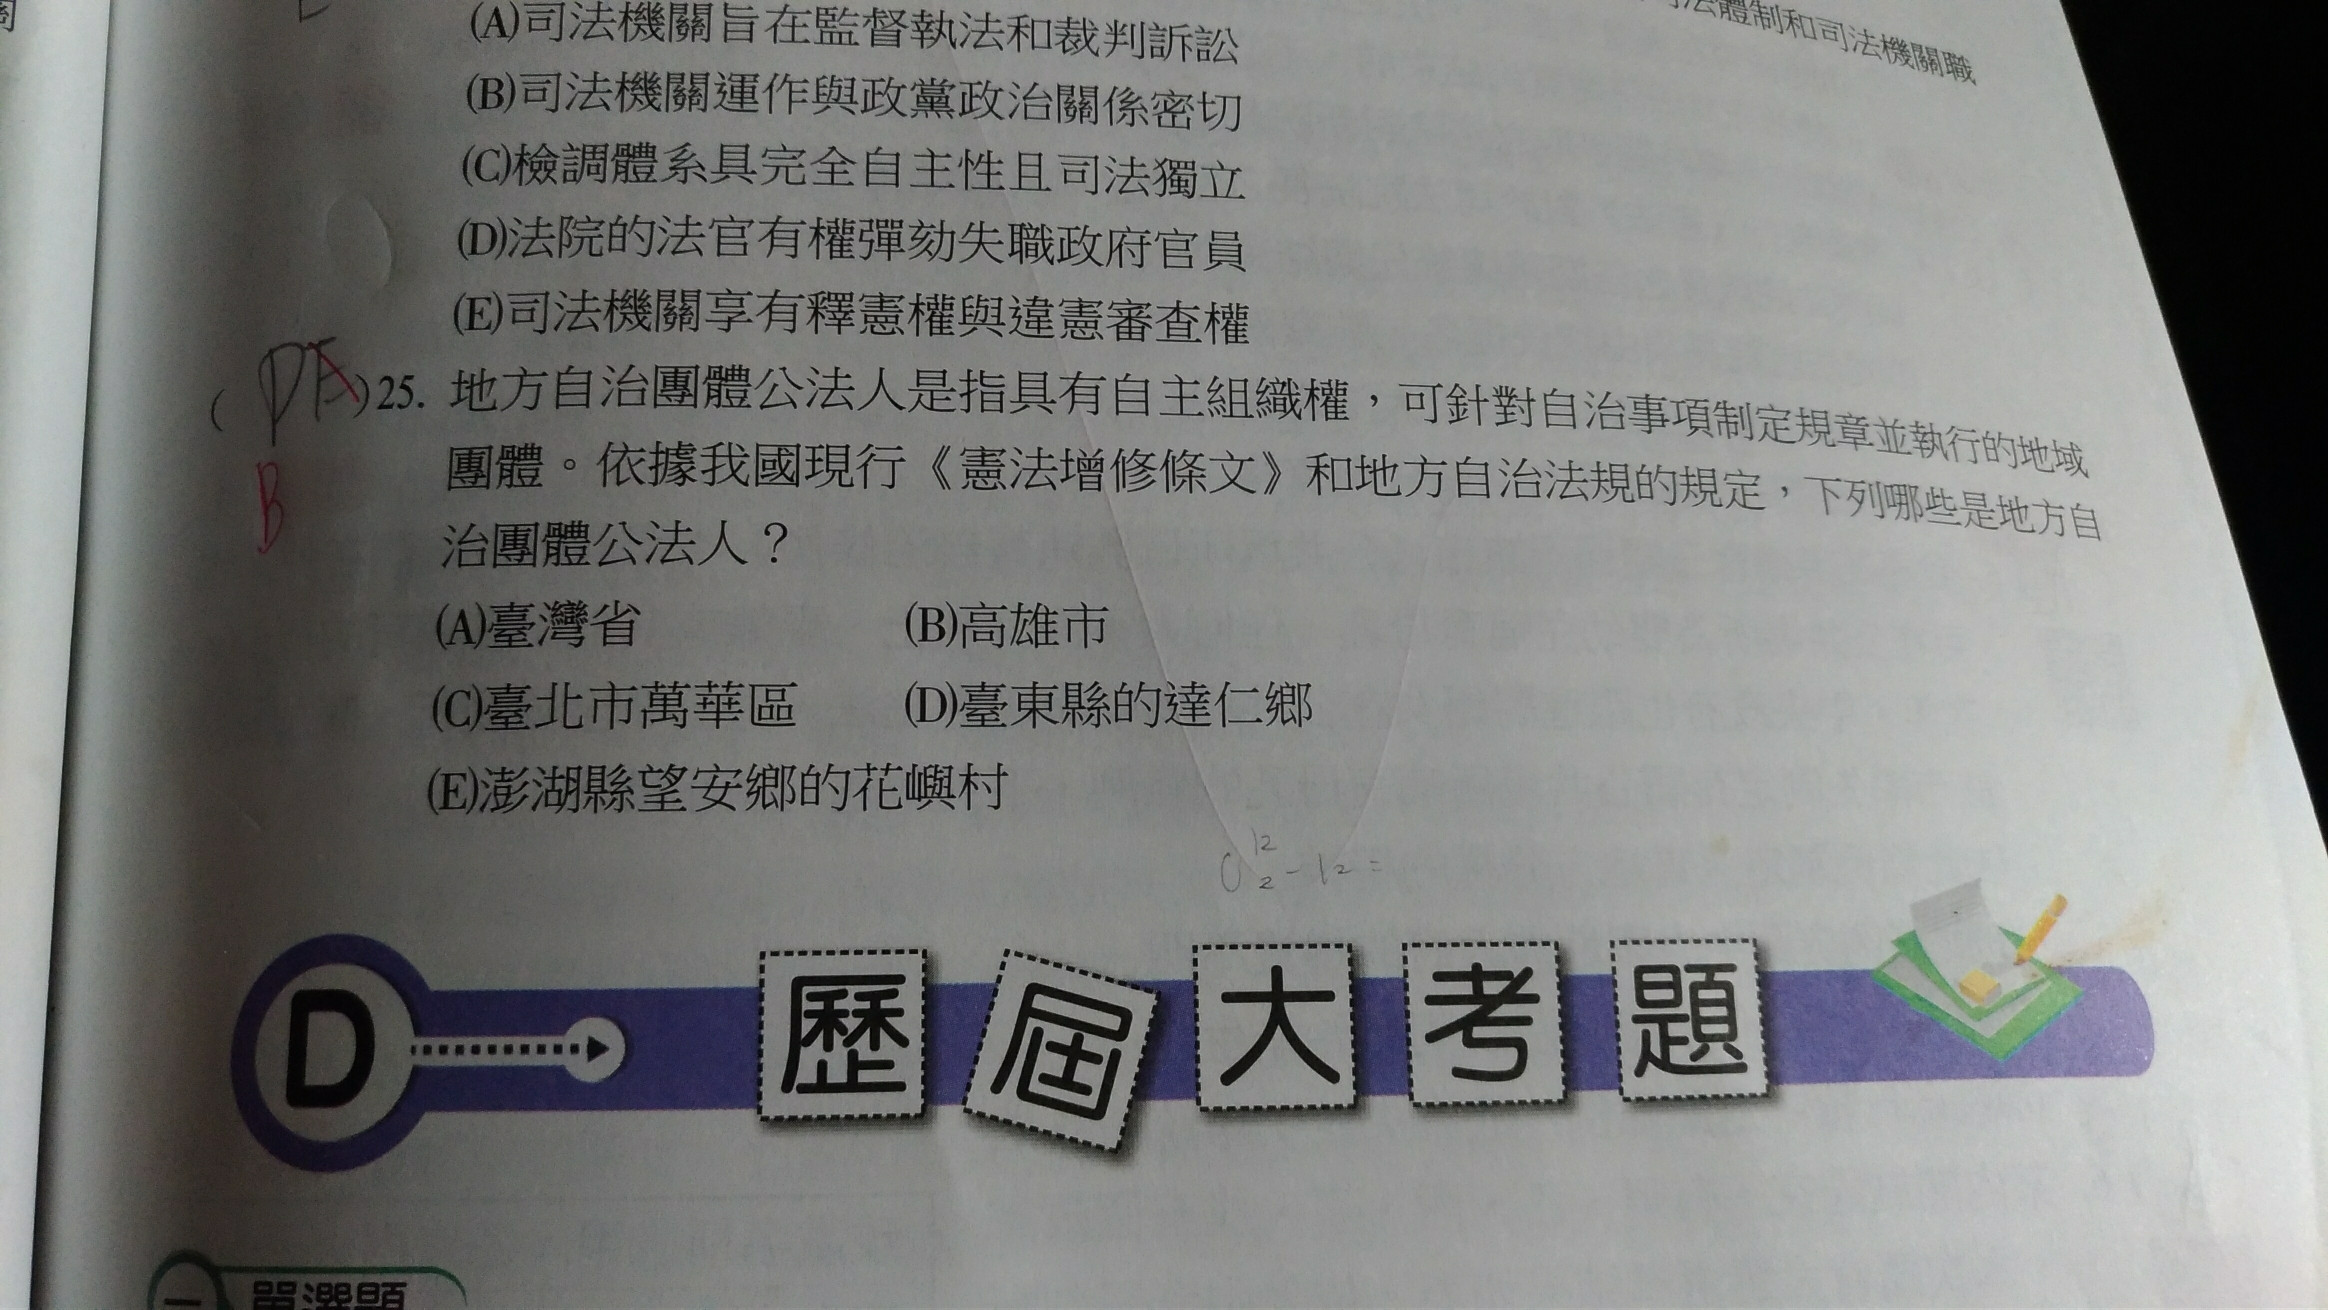 (A)司法機關旨在監督執法和裁判訴訟
法體制和司法機關職
(B)司法機關運作與政黨政治關係密切
(C)檢調體系具完全自主性且司法獨立
(D)法院的法官有權彈劾失職政府官員
(E)司法機關享有釋憲權與違憲審查權
(DE)25. 地方自治團體公法人是指具有自主組織權，可針對自治事項制定規章並執行的地域
B
團體。依據我國現行《憲法增修條文》和地方自治法規的規定，下列哪些是地方自
治團體公法人？
(A)臺灣省 (B)高雄市
(C)臺北市萬華區 (D)臺東縣的達仁鄉
(E)澎湖縣望安鄉的花嶼村
C 12 2 - 12 =
D 歷屆大考題
一 單選題